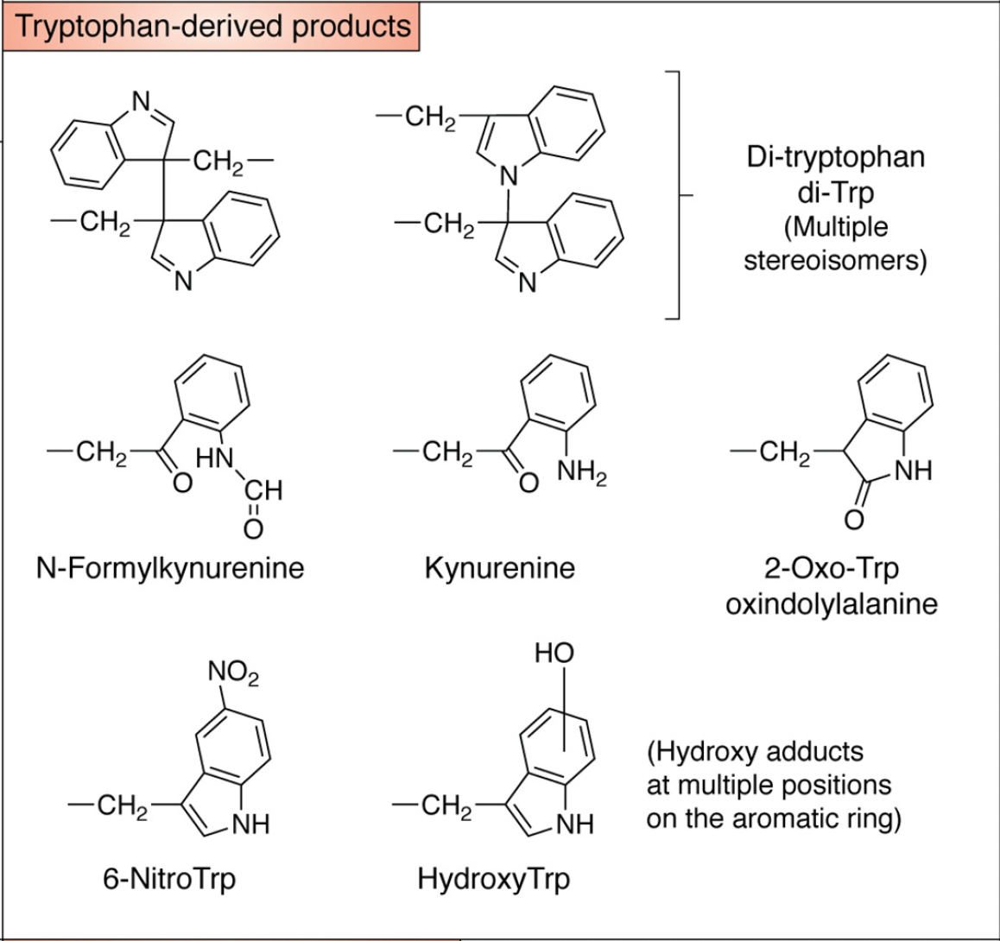 Tryptophan-derived products
N
—CH₂
CH₂—
N
—CH₂
—CH₂
N
N
Di-tryptophan
di-Trp
(Multiple
stereoisomers)
—CH₂
O
HN
CH
O
N-Formylkynurenine
—CH₂
O
NH₂
Kynurenine
—CH₂
NH
O
2-Oxo-Trp
oxindolylalanine
NO₂
—CH₂
NH
6-NitroTrp
HO
—CH₂
NH
HydroxyTrp
(Hydroxy adducts
at multiple positions
on the aromatic ring)